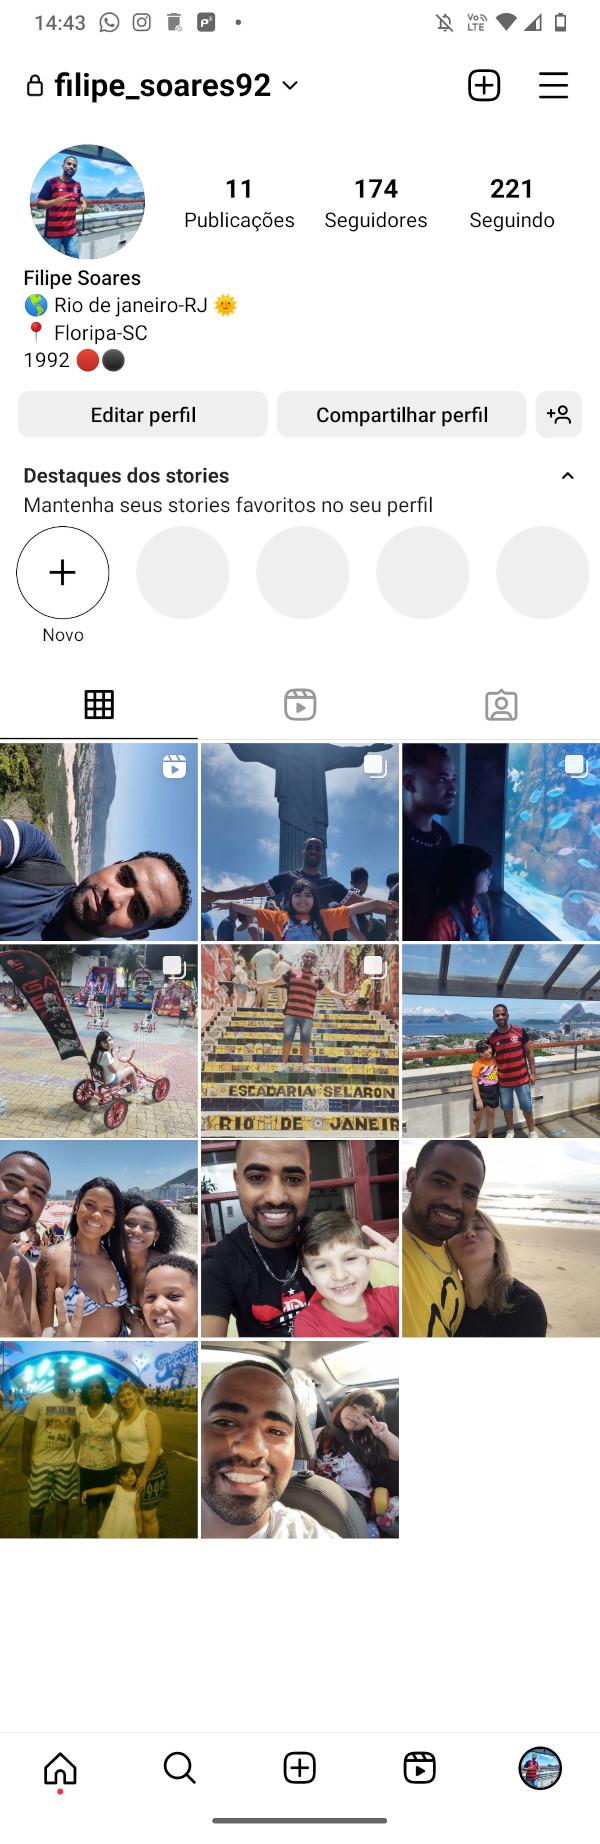 14:43
Vo))
LTE
filipe_soares92
11 174 221
Publicações Seguidores Seguindo
Filipe Soares
🌎 Rio de janeiro-RJ 🌞
📍 Floripa-SC
1992 🔴⚫
Editar perfil Compartilhar perfil
Destaques dos stories
Mantenha seus stories favoritos no seu perfil
Novo
ESCADARIA SELARON
RIO DE JANEIR